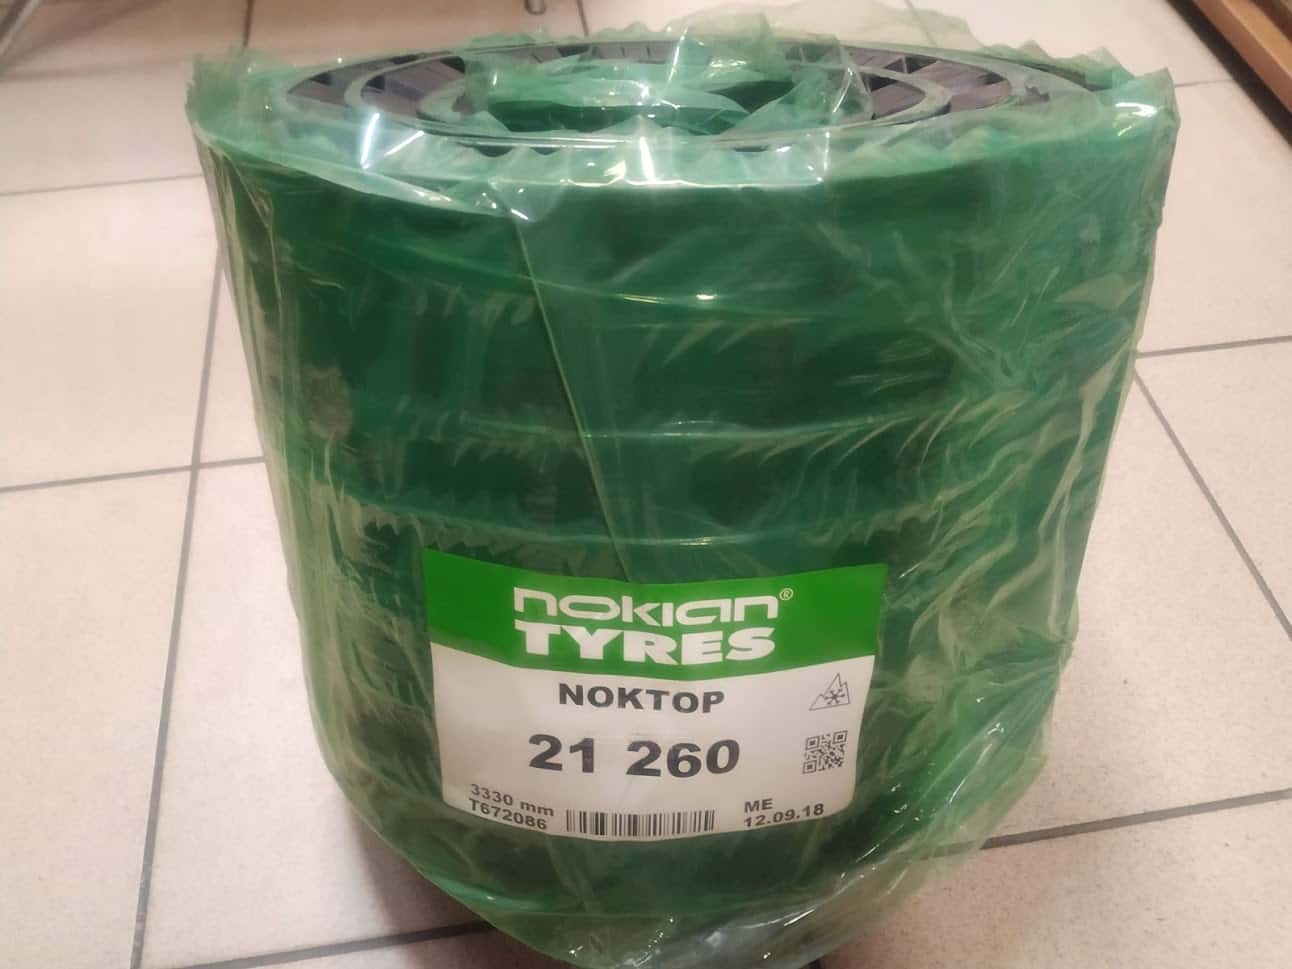 nokian®
TYRES
NOKTOP
21 260
3330 mm
T672086
ME
12.09.18